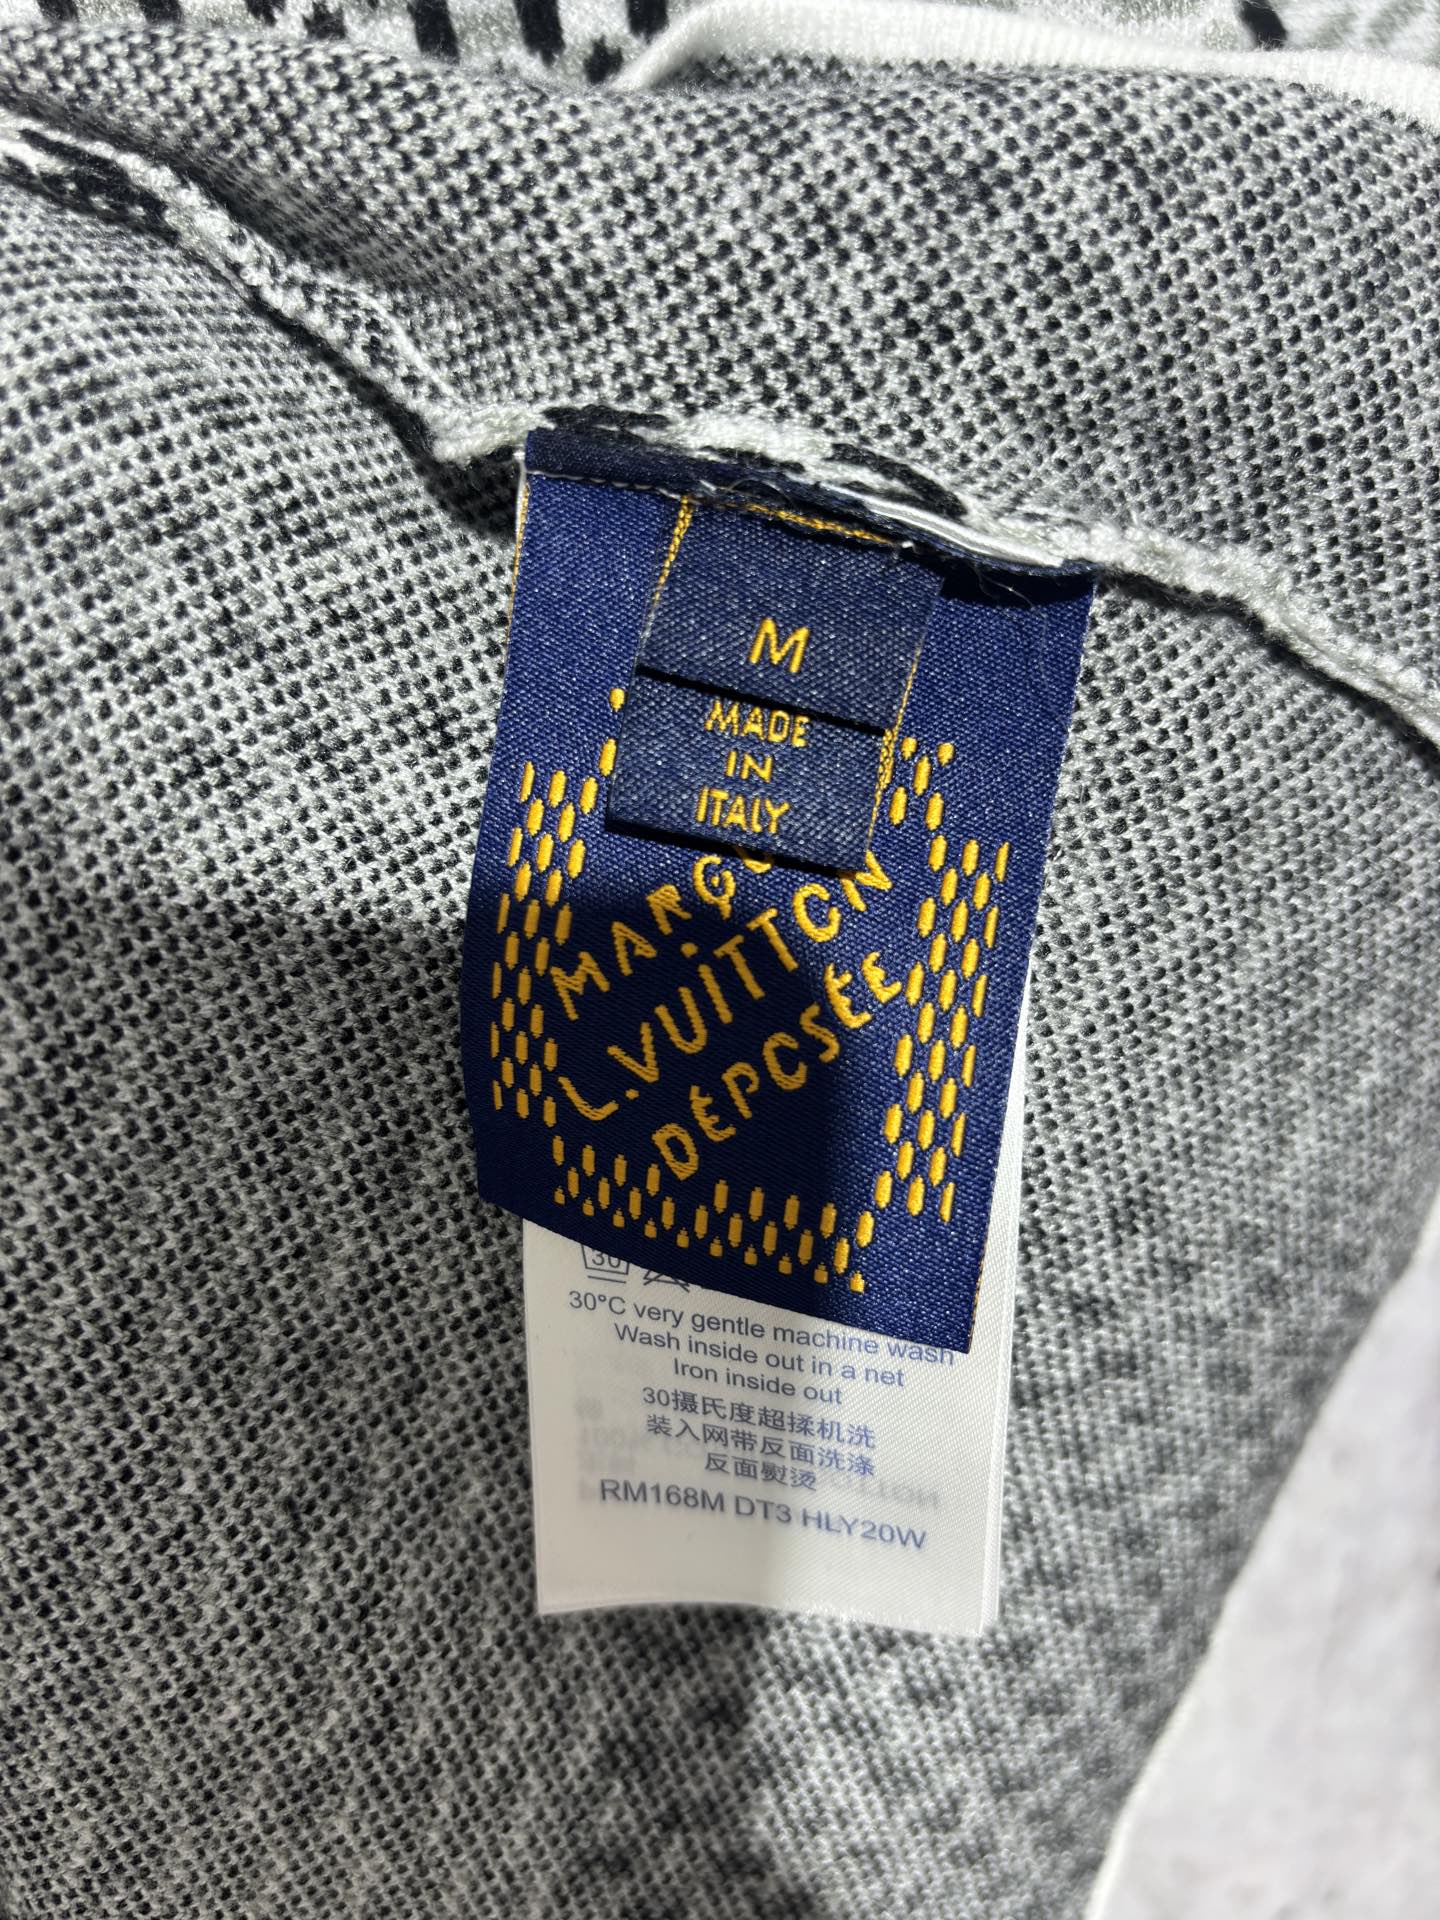 M
MADE
IN
ITALY
L.VUITTON
DÉPOSÉE
30
30°C very gentle machine wash
Wash inside out in a net
Iron inside out
30摄氏度超揉机洗
装入网带反面洗涤
反面熨烫
RM168M DT3 HLY20W